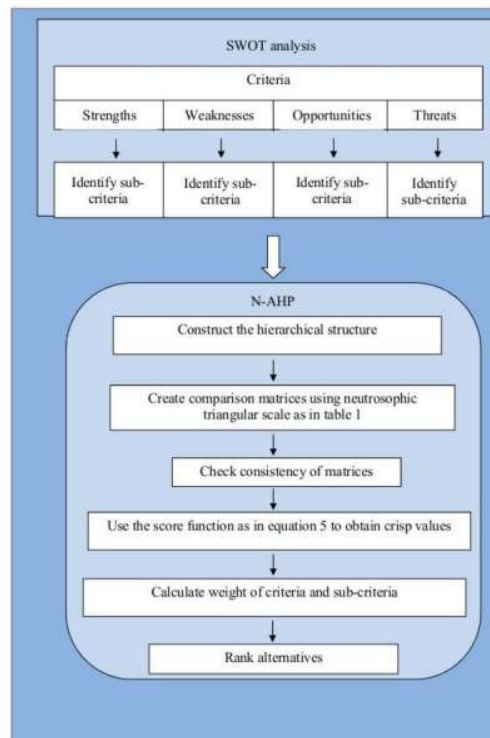 SWOT analysis
Criteria
Strengths
Weaknesses
Opportunities
Threats
Identify sub-
criteria
Identify sub-
criteria
Identify sub-
criteria
Identify
sub-criteria
N-AHP
Construct the hierarchical structure
Create comparison matrices using neutrosophic
triangular scale as in table 1
Check consistency of matrices
Use the score function as in equation 5 to obtain crisp values
Calculate weight of criteria and sub-criteria
Rank alternatives